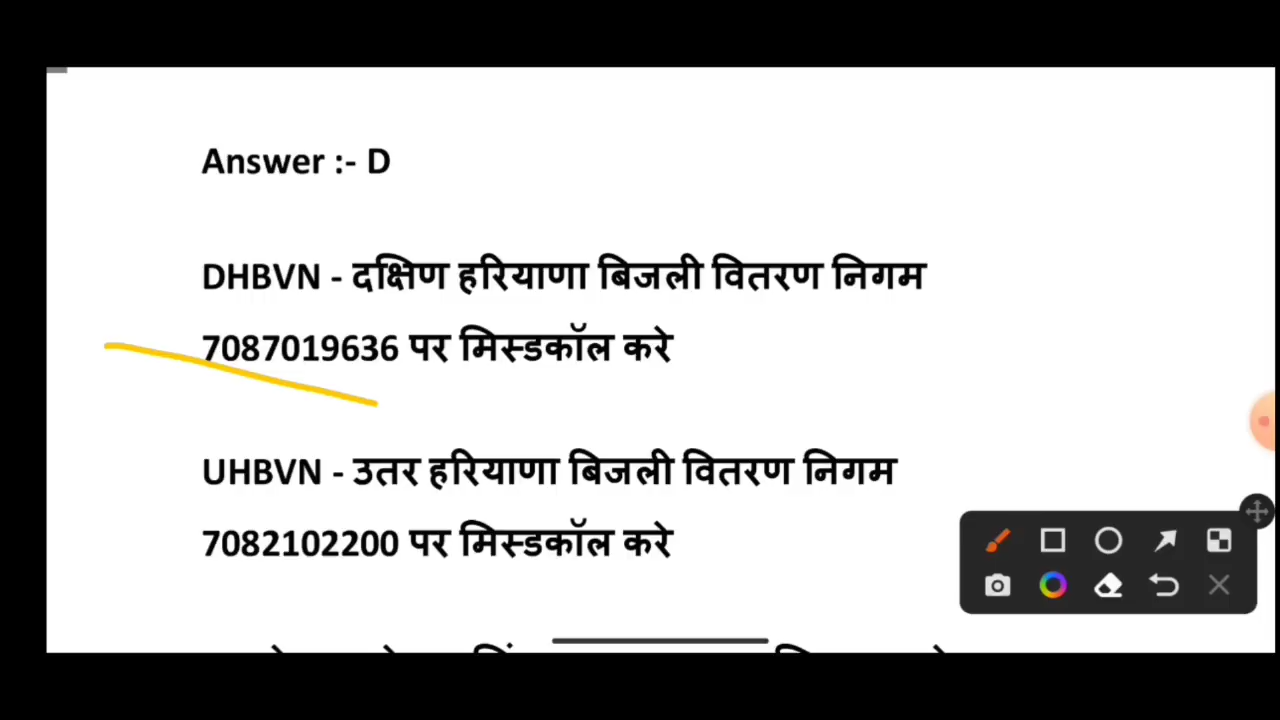 Answer :- D
DHBVN - दक्षिण हरियाणा बिजली वितरण निगम
7087019636 पर मिस्डकॉल करे
UHBVN - उतर हरियाणा बिजली वितरण निगम
7082102200 पर मिस्डकॉल करे